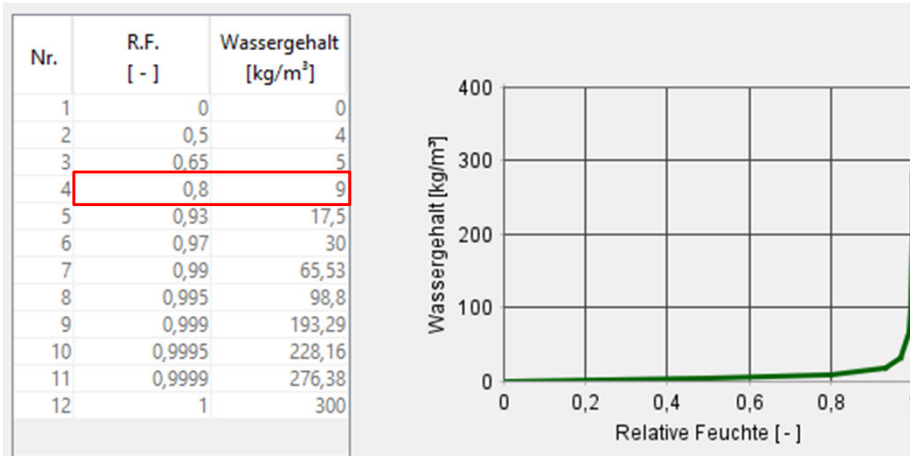 Nr. R.F. [ - ] Wassergehalt [kg/m³]
1 0 0
2 0,5 4
3 0,65 5
4 0,8 9
5 0,93 17,5
6 0,97 30
7 0,99 65,53
8 0,995 98,8
9 0,999 193,29
10 0,9995 228,16
11 0,9999 276,38
12 1 300
Wassergehalt [kg/m³]
400
300
200
100
0
0 0,2 0,4 0,6 0,8
Relative Feuchte [ - ]